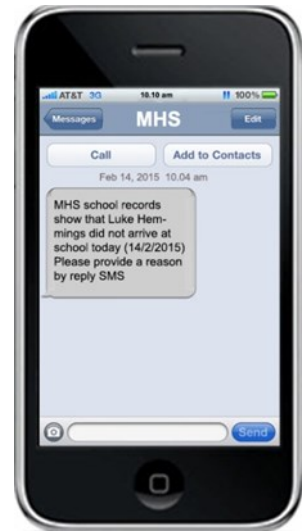 AT&T 3G 10.10 am 100%
Messages MHS Edit
Call Add to Contacts
Feb 14, 2015 10.04 am
MHS school records
show that Luke Hem-
mings did not arrive at
school today (14/2/2015)
Please provide a reason
by reply SMS
Send